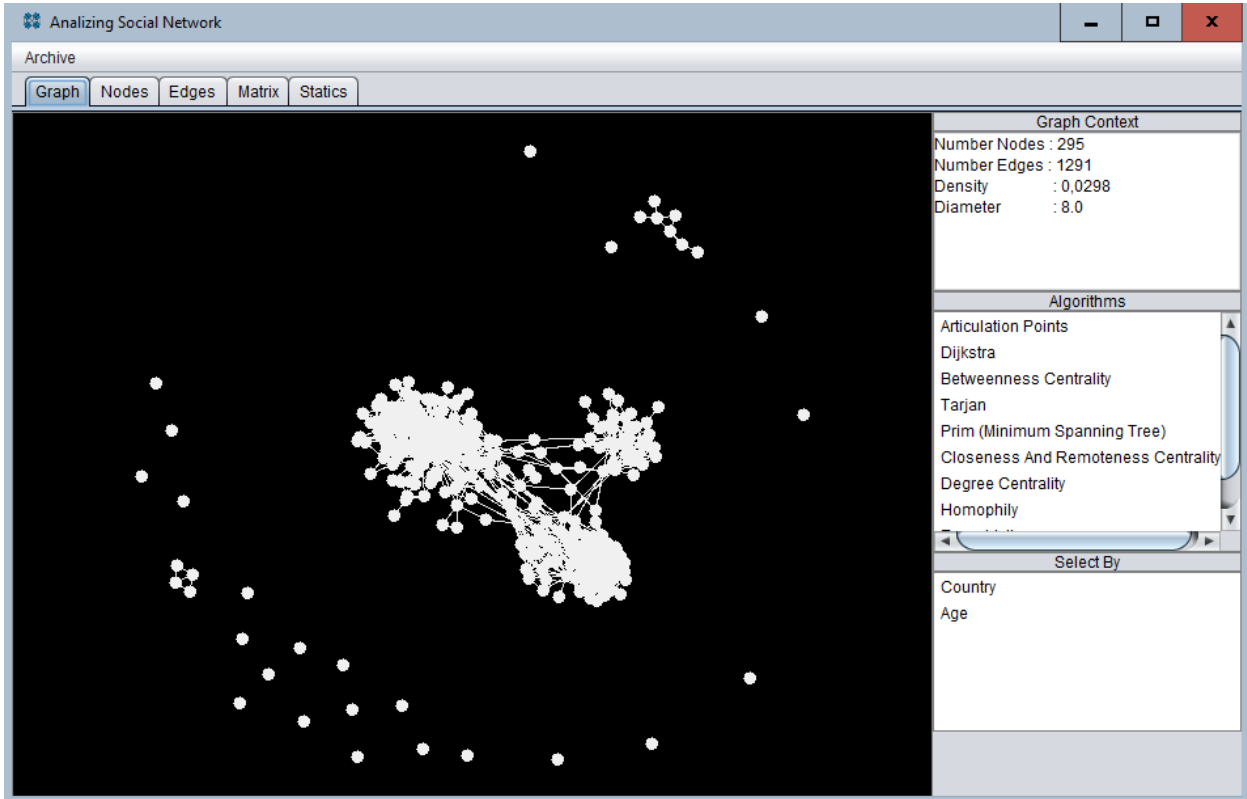 Analizing Social Network
Archive
Graph Nodes Edges Matrix Statics
Graph Context
Number Nodes : 295
Number Edges : 1291
Density : 0,0298
Diameter : 8.0
Algorithms
Articulation Points
Dijkstra
Betweenness Centrality
Tarjan
Prim (Minimum Spanning Tree)
Closeness And Remoteness Centrality
Degree Centrality
Homophily
Select By
Country
Age